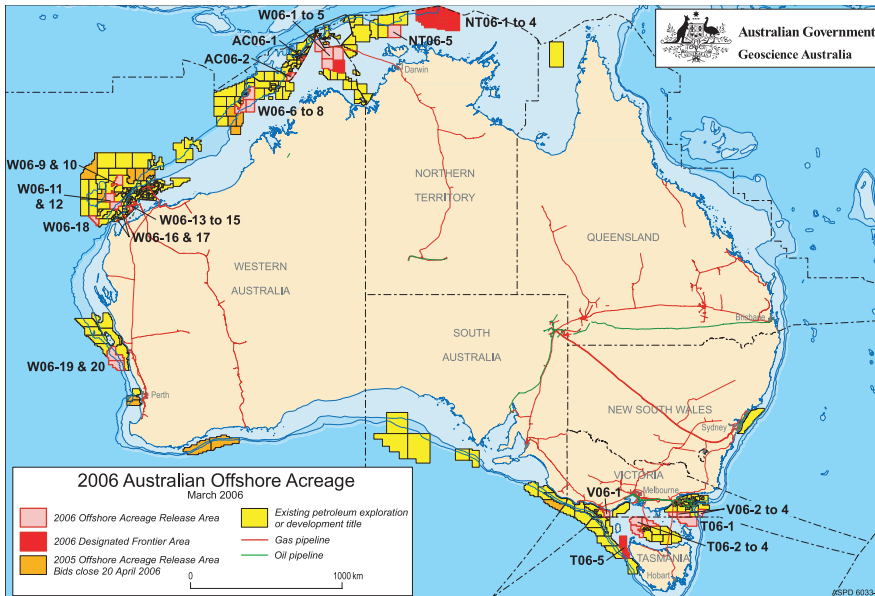 W06-1 to 5
AC06-1
AC06-2
NT06-1 to 4
NT06-5
Australian Government
Geoscience Australia
Darwin
W06-6 to 8
W06-9 & 10
W06-11
& 12
W06-18
W06-13 to 15
W06-16 & 17
NORTHERN
TERRITORY
QUEENSLAND
WESTERN
AUSTRALIA
SOUTH
AUSTRALIA
Brisbane
W06-19 & 20
Perth
NEW SOUTH WALES
Sydney
VICTORIA
Melbourne
V06-1
V06-2 to 4
T06-1
T06-2 to 4
T06-5
TASMANIA
Hobart
2006 Australian Offshore Acreage
March 2006
2006 Offshore Acreage Release Area
2006 Designated Frontier Area
2005 Offshore Acreage Release Area
Bids close 20 April 2006
Existing petroleum exploration
or development title
Gas pipeline
Oil pipeline
0
1000 km